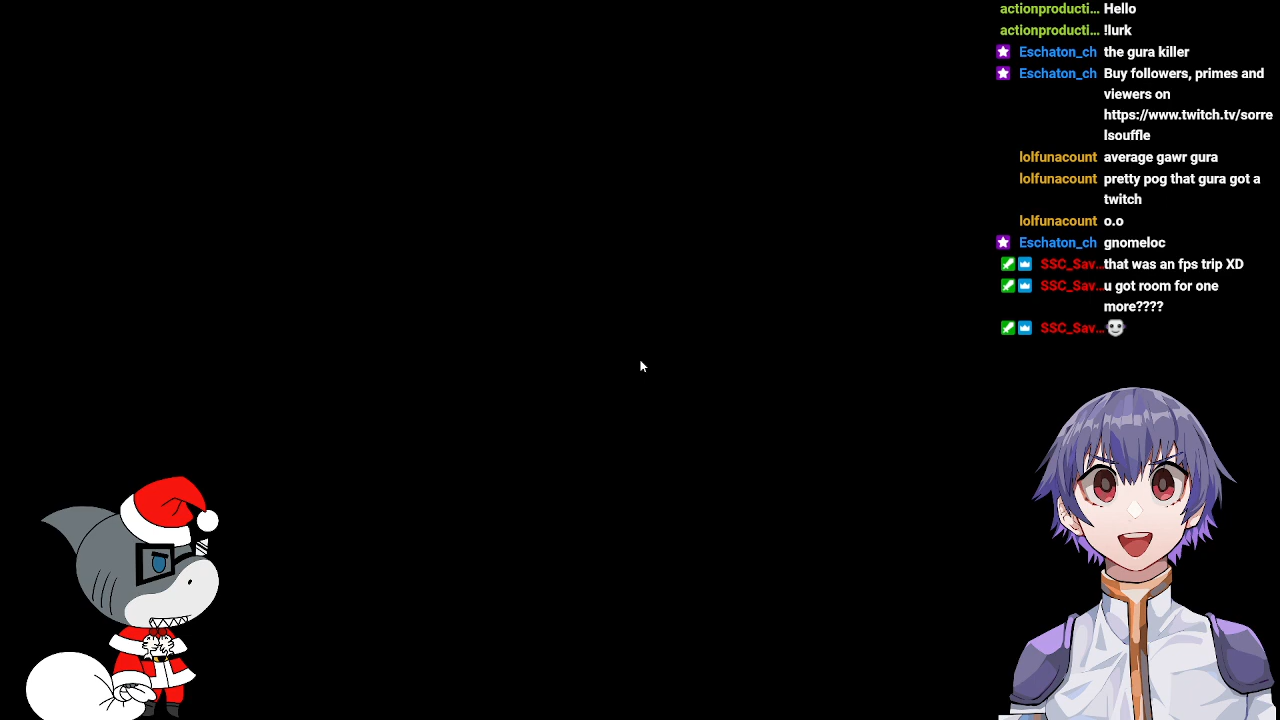 actionproducti... Hello
actionproducti... !lurk
Eschaton_ch the gura killer
Eschaton_ch Buy followers, primes and
viewers on
https://www.twitch.tv/sorre
lsouffle
lolfunacount average gawr gura
lolfunacount pretty pog that gura got a
twitch
lolfunacount o.o
Eschaton_ch gnomeloc
SSC_Sav... that was an fps trip XD
SSC_Sav... u got room for one
more????
SSC_Sav...